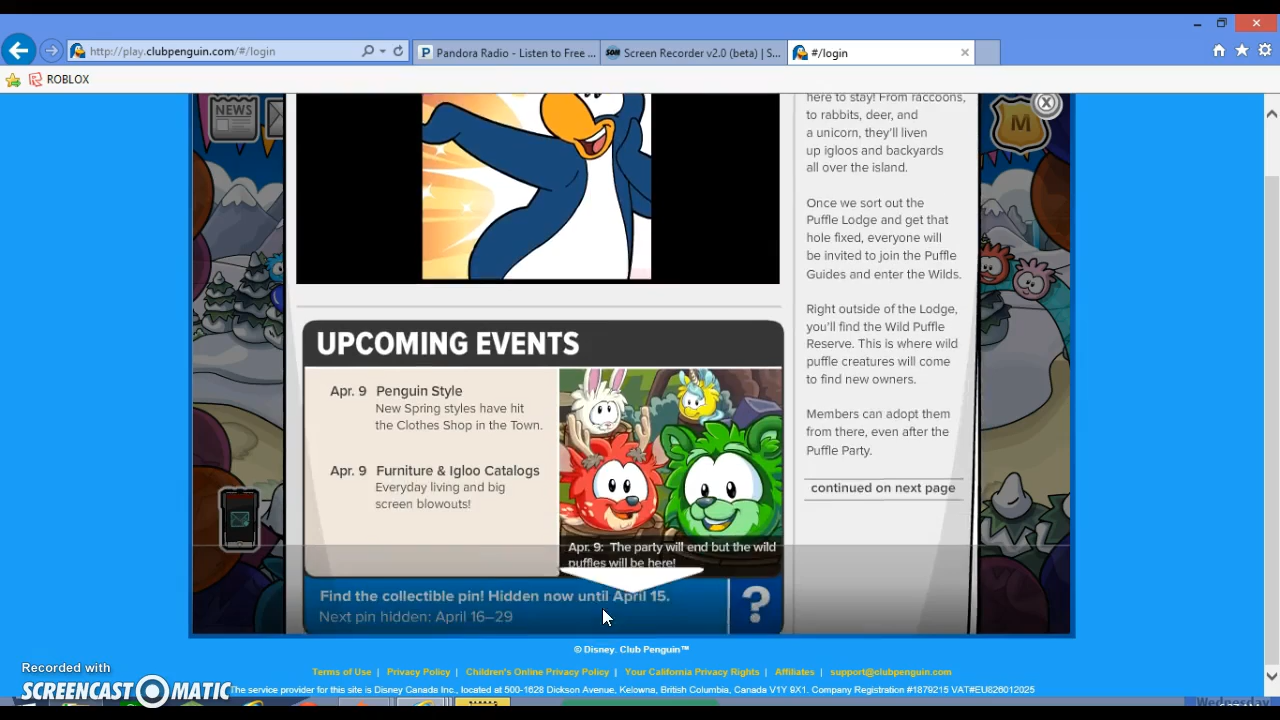 http://play.clubpenguin.com/#/login
Pandora Radio - Listen to Free ...
Screen Recorder v2.0 (beta) | S...
#/login
ROBLOX
NEWS
M
here to stay! From raccoons,
to rabbits, deer, and
a unicorn, they'll liven
up igloos and backyards
all over the island.
Once we sort out the
Puffle Lodge and get that
hole fixed, everyone will
be invited to join the Puffle
Guides and enter the Wilds.
Right outside of the Lodge,
you'll find the Wild Puffle
Reserve. This is where wild
puffle creatures will come
to find new owners.
Members can adopt them
from there, even after the
Puffle Party.
continued on next page
UPCOMING EVENTS
Apr. 9 Penguin Style
New Spring styles have hit
the Clothes Shop in the Town.
Apr. 9 Furniture & Igloo Catalogs
Everyday living and big
screen blowouts!
Apr. 9: The party will end but the wild
puffles will be here!
Find the collectible pin! Hidden now until April 15.
Next pin hidden: April 16–29
?
© Disney. Club Penguin™
Terms of Use | Privacy Policy | Children's Online Privacy Policy | Your California Privacy Rights | Affiliates | support@clubpenguin.com
The service provider for this site is Disney Canada Inc., located at 500-1628 Dickson Avenue, Kelowna, British Columbia, Canada V1Y 9X1. Company Registration #1879215 VAT#EU826012025
Recorded with
SCREENCAST-O-MATIC
Wednesday